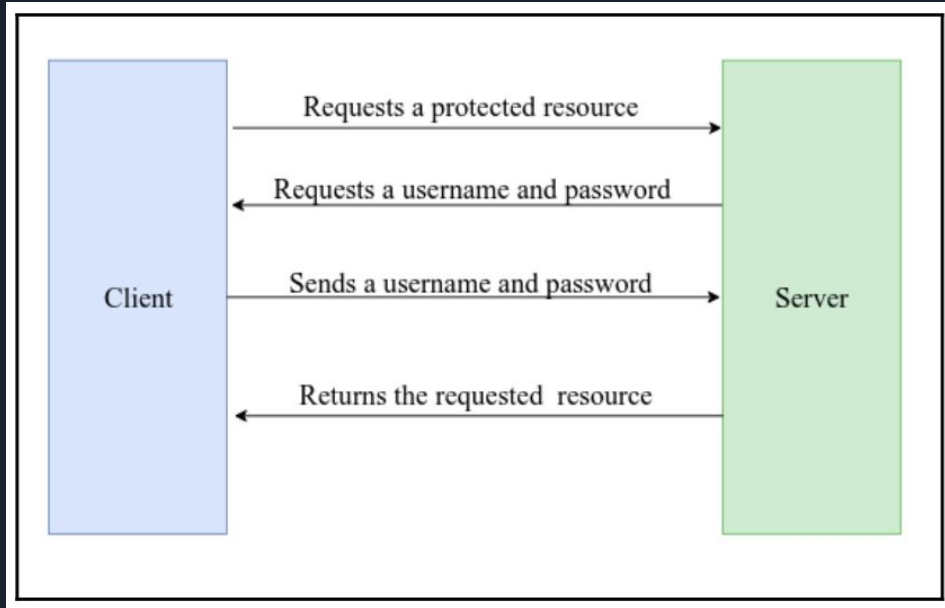 Requests a protected resource
Requests a username and password
Sends a username and password
Client
Server
Returns the requested resource